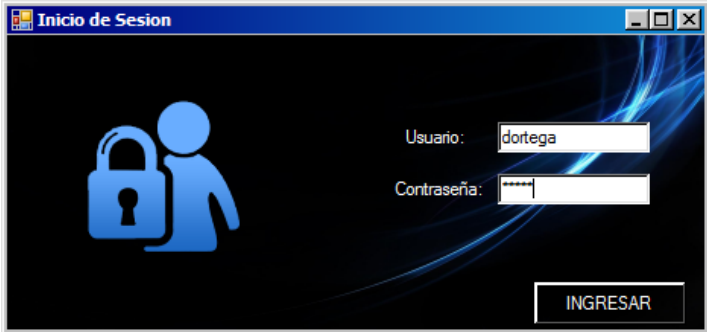 Inicio de Sesion
Usuario: dortega
Contraseña: *****
INGRESAR